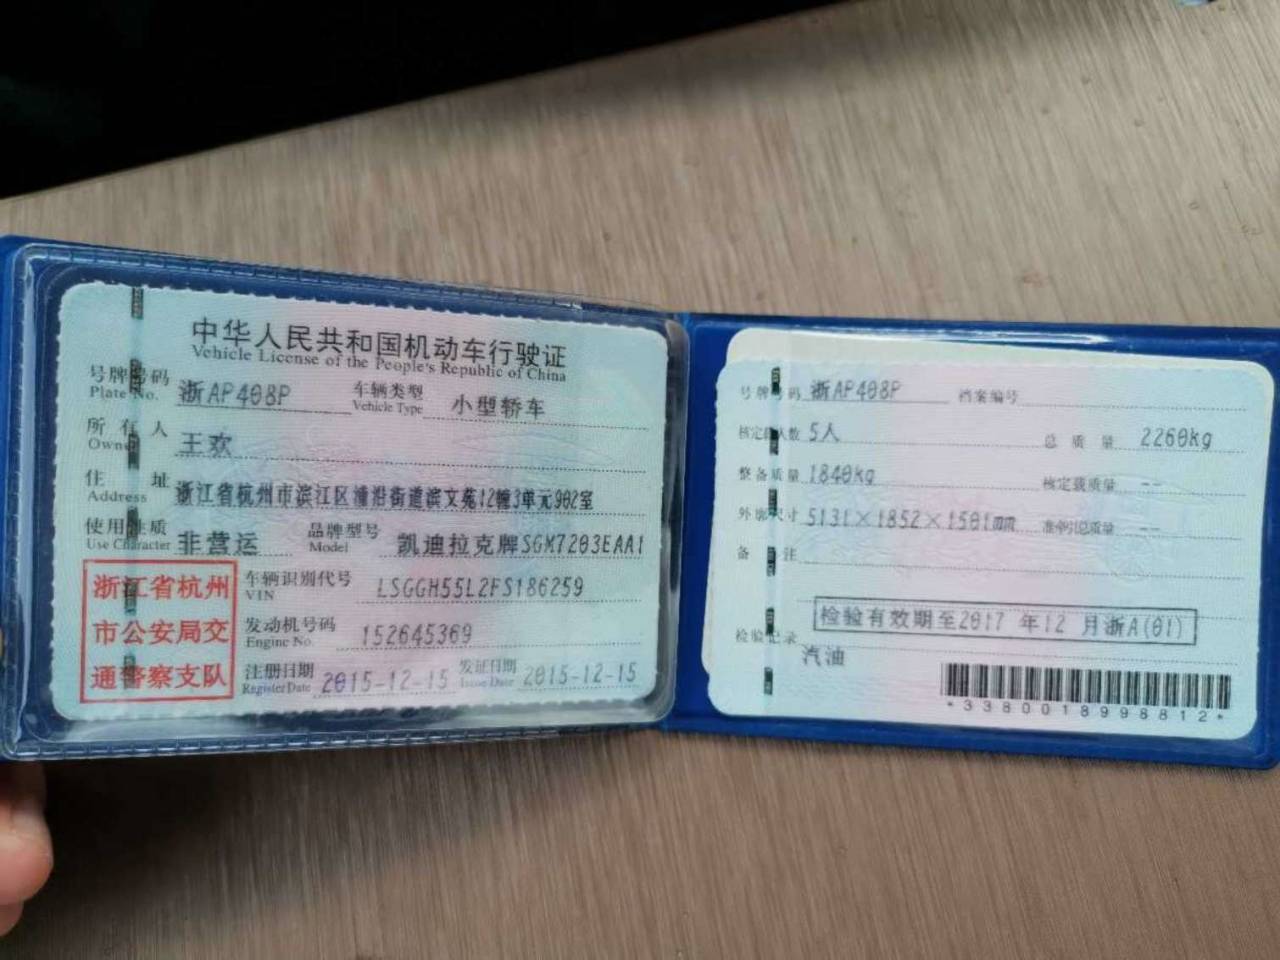 中华人民共和国机动车行驶证
Vehicle License of the People's Republic of China
号牌号码 浙AP408P 车辆类型 小型轿车
Plate No. Vehicle Type
所有人 王欢
Owner
住址 浙江省杭州市滨江区浦沿街道滨文苑12幢3单元902室
Address
使用性质 非营运 品牌型号 凯迪拉克牌SGM7203EAA1
Use Character Model
浙江省杭州
市公安局交
通警察支队
车辆识别代号 LSGGH55L2FS186259
VIN
发动机号码 152645369
Engine No.
注册日期 2015-12-15 发证日期 2015-12-15
Register Date Issue Date
号牌号码 浙AP408P 档案编号
核定载人数 5人 总质量 2260kg
整备质量 1840kg 核定载质量 --
外廓尺寸 5131×1852×1501mm 准牵引总质量 --
备注
检验有效期至2017 年12 月浙A(01)
检验记录
汽油
*3380018998812*